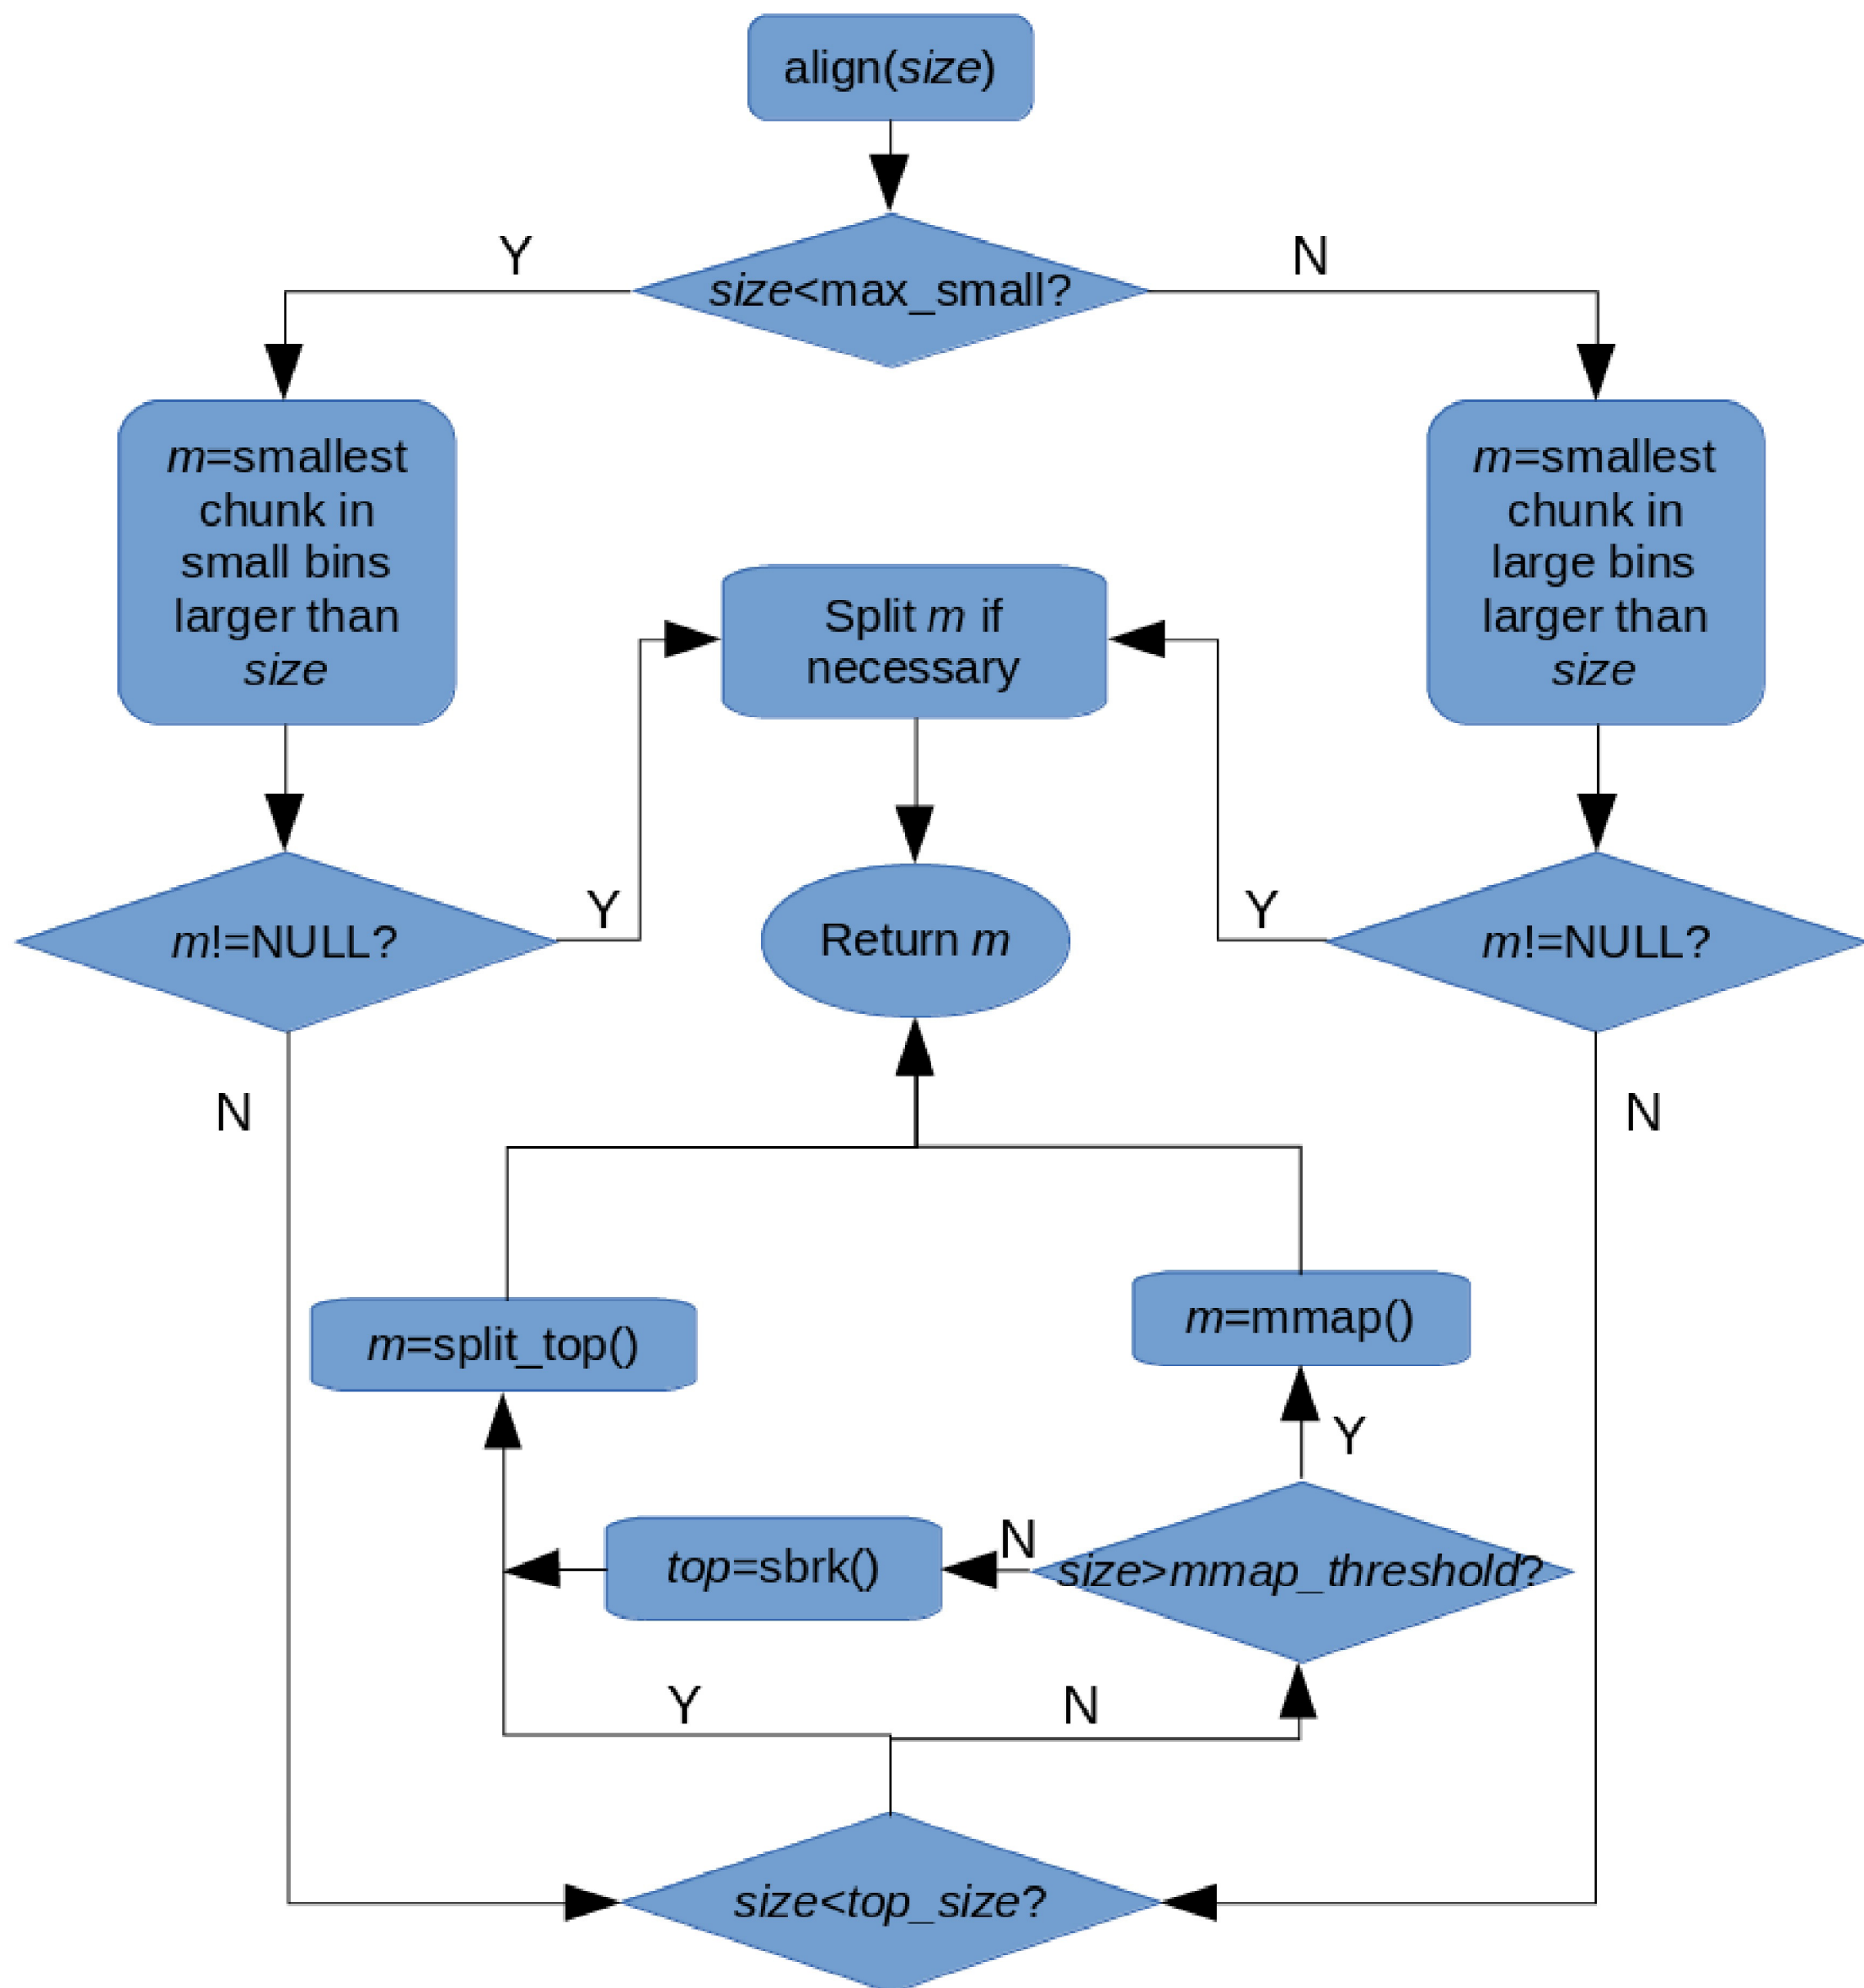 align(size)
Y
size<max_small?
N
m=smallest
chunk in
small bins
larger than
size
Split m if
necessary
m=smallest
chunk in
large bins
larger than
size
m!=NULL?
Y
Return m
Y
m!=NULL?
N
N
m=split_top()
m=mmap()
Y
top=sbrk()
N
size>mmap_threshold?
Y
N
size<top_size?